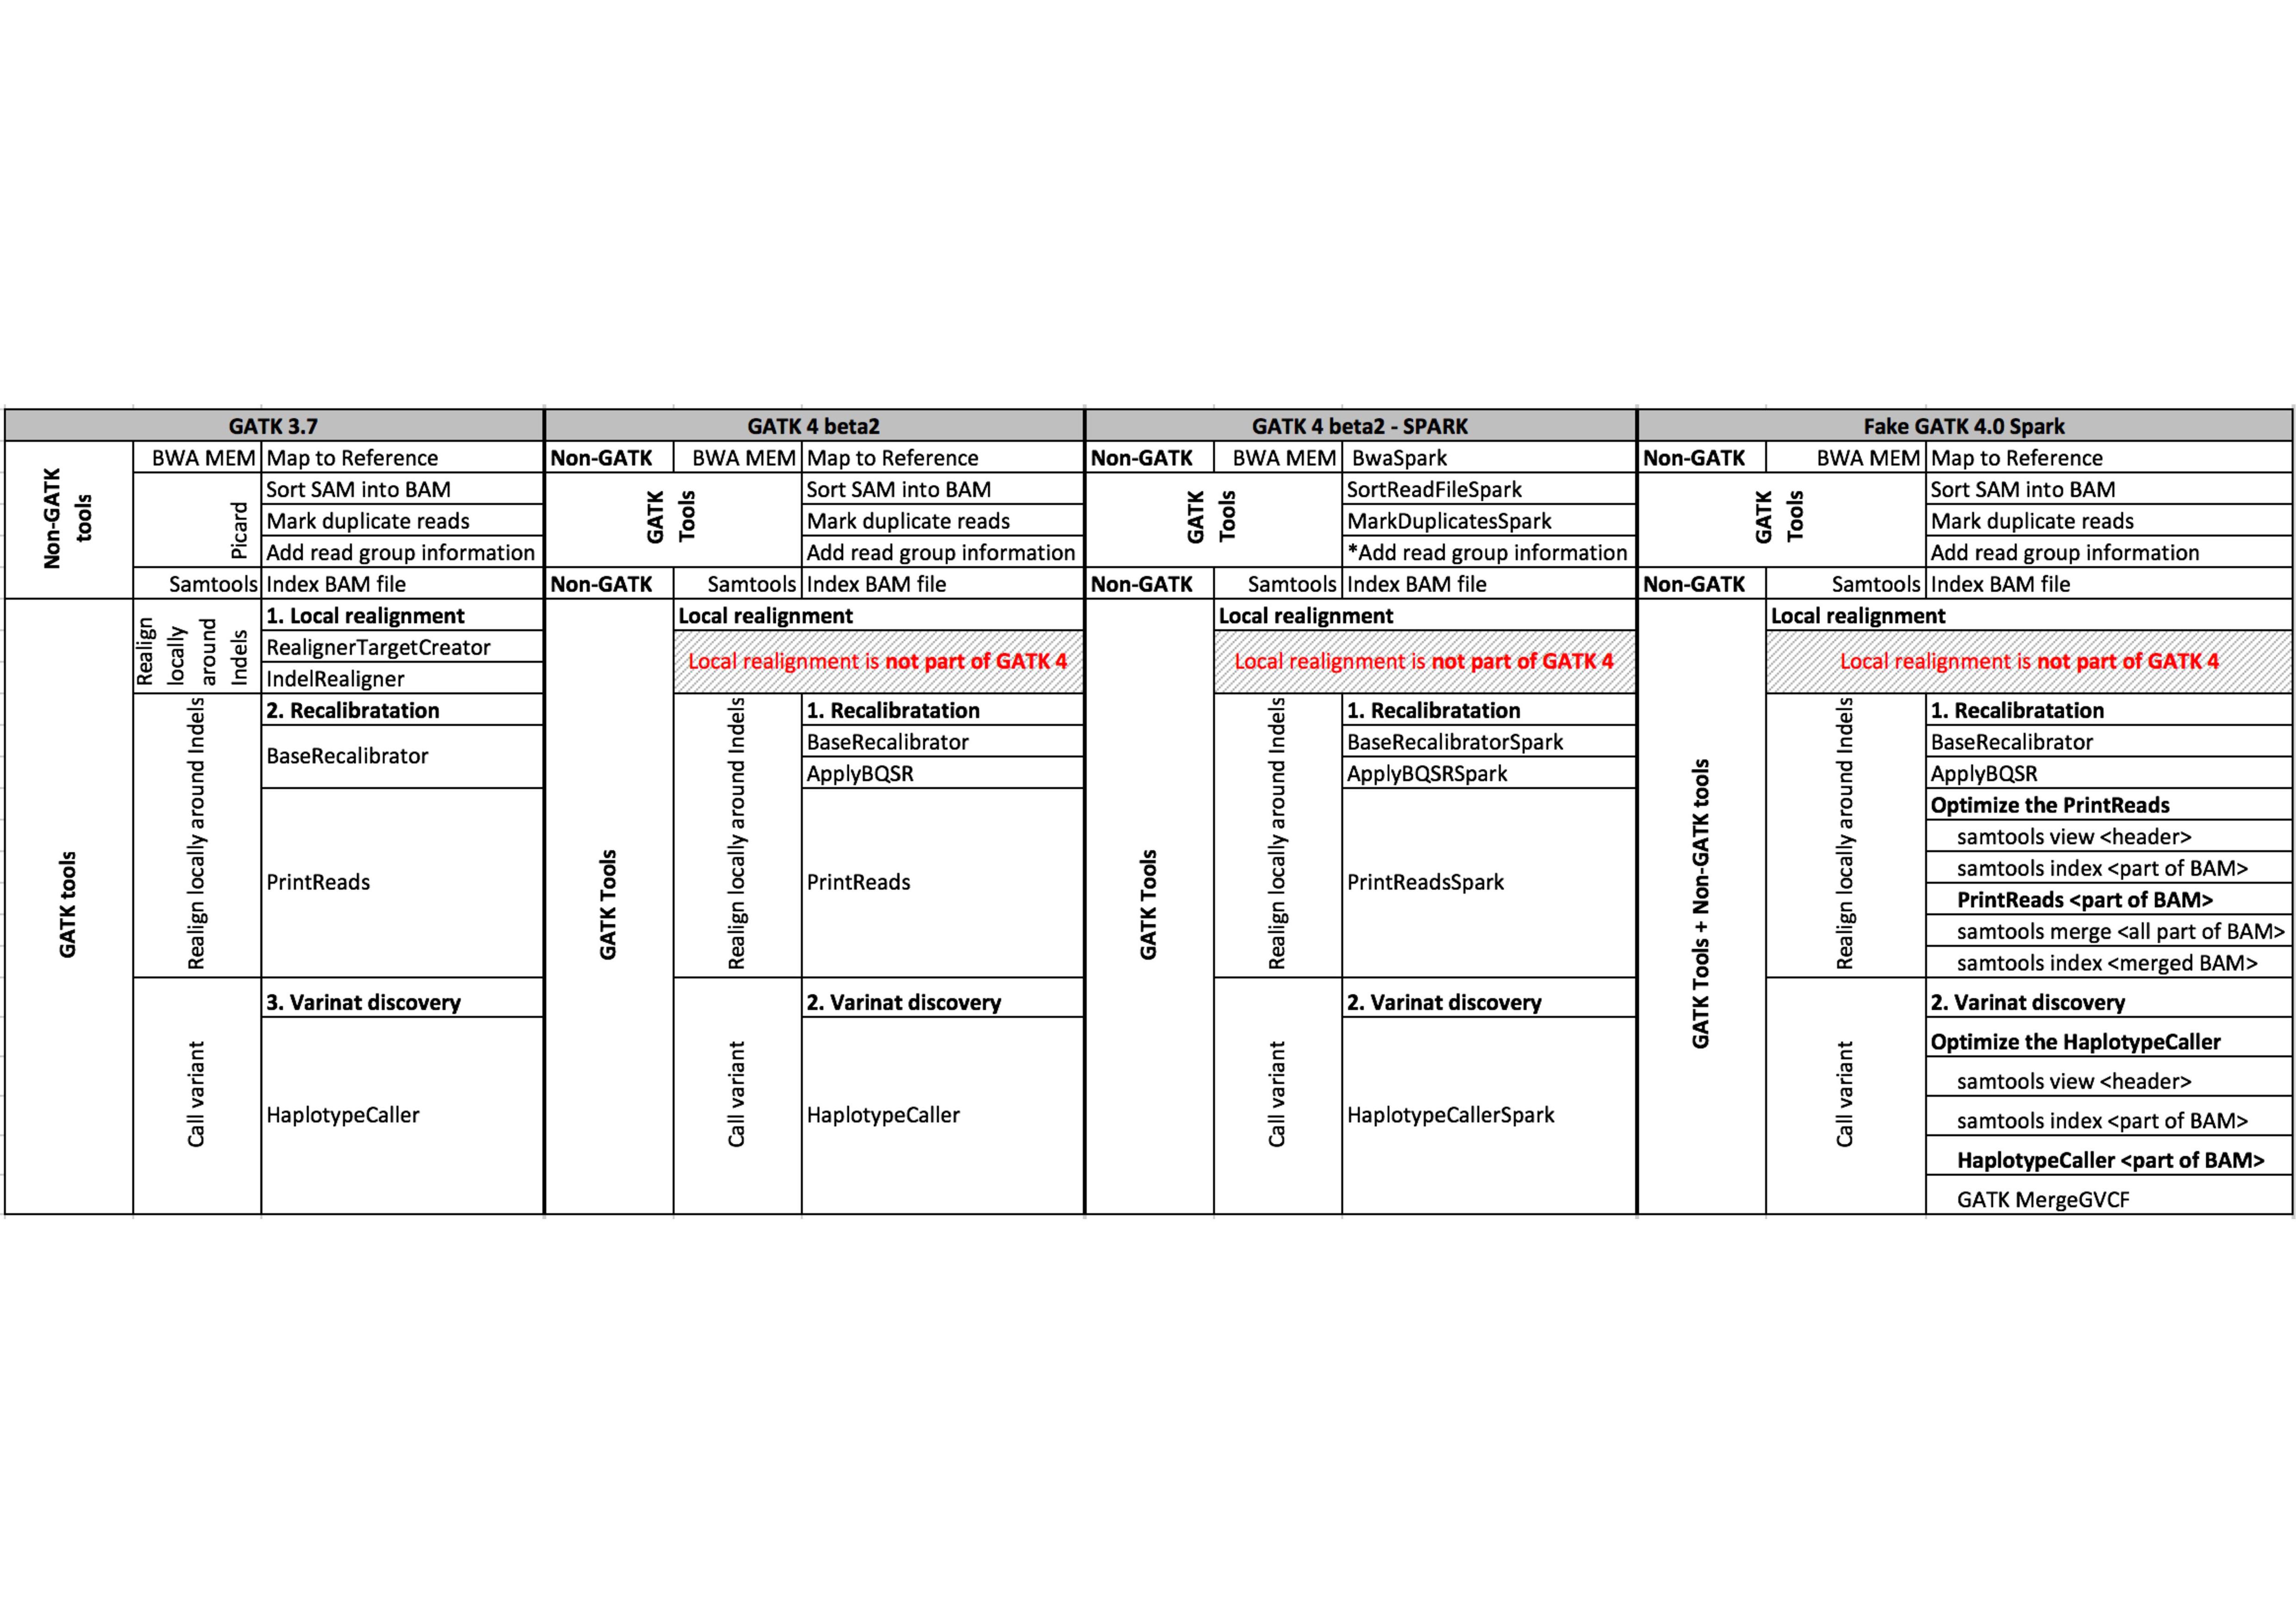 GATK 3.7
Non-GATK
tools
BWA MEM
Map to Reference
Picard
Sort SAM into BAM
Mark duplicate reads
Add read group information
Samtools
Index BAM file
GATK tools
Realign
locally
around
Indels
1. Local realignment
RealignerTargetCreator
IndelRealigner
Realign locally around Indels
2. Recalibratation
BaseRecalibrator
PrintReads
Call variant
3. Varinat discovery
HaplotypeCaller
GATK 4 beta2
Non-GATK
BWA MEM
Map to Reference
GATK
Tools
Sort SAM into BAM
Mark duplicate reads
Add read group information
Non-GATK
Samtools
Index BAM file
GATK Tools
Local realignment
Local realignment is not part of GATK 4
Realign locally around Indels
1. Recalibratation
BaseRecalibrator
ApplyBQSR
PrintReads
Call variant
2. Varinat discovery
HaplotypeCaller
GATK 4 beta2 - SPARK
Non-GATK
BWA MEM
BwaSpark
GATK
Tools
SortReadFileSpark
MarkDuplicatesSpark
*Add read group information
Non-GATK
Samtools
Index BAM file
GATK Tools
Local realignment
Local realignment is not part of GATK 4
Realign locally around Indels
1. Recalibratation
BaseRecalibratorSpark
ApplyBQSRSpark
PrintReadsSpark
Call variant
2. Varinat discovery
HaplotypeCallerSpark
Fake GATK 4.0 Spark
Non-GATK
BWA MEM
Map to Reference
GATK
Tools
Sort SAM into BAM
Mark duplicate reads
Add read group information
Non-GATK
Samtools
Index BAM file
GATK Tools + Non-GATK tools
Local realignment
Local realignment is not part of GATK 4
Realign locally around Indels
1. Recalibratation
BaseRecalibrator
ApplyBQSR
Optimize the PrintReads
samtools view <header>
samtools index <part of BAM>
PrintReads <part of BAM>
samtools merge <all part of BAM>
samtools index <merged BAM>
Call variant
2. Varinat discovery
Optimize the HaplotypeCaller
samtools view <header>
samtools index <part of BAM>
HaplotypeCaller <part of BAM>
GATK MergeGVCF